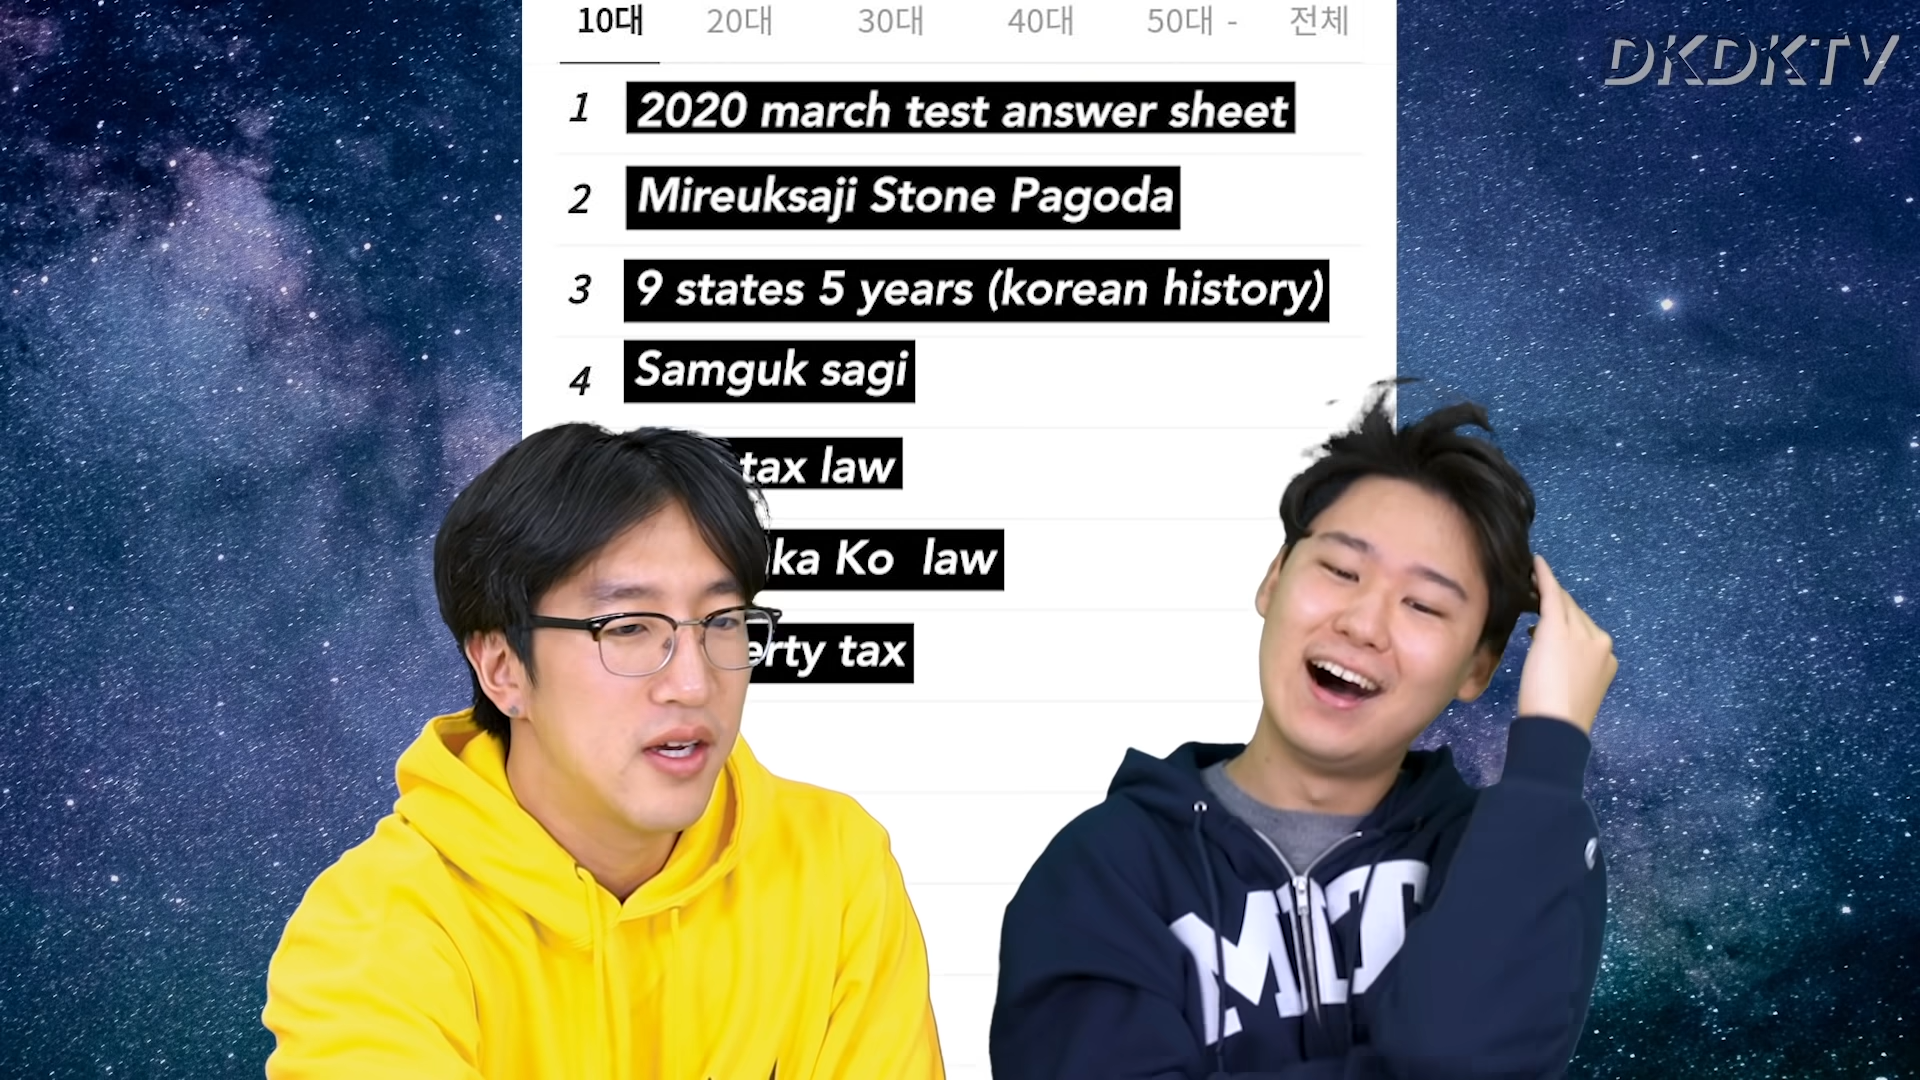 10대 20대 30대 40대 50대 - 전체
DKDKTV
1 2020 march test answer sheet
2 Mireuksaji Stone Pagoda
3 9 states 5 years (korean history)
4 Samguk sagi
tax law
Ko law
tax
MIT